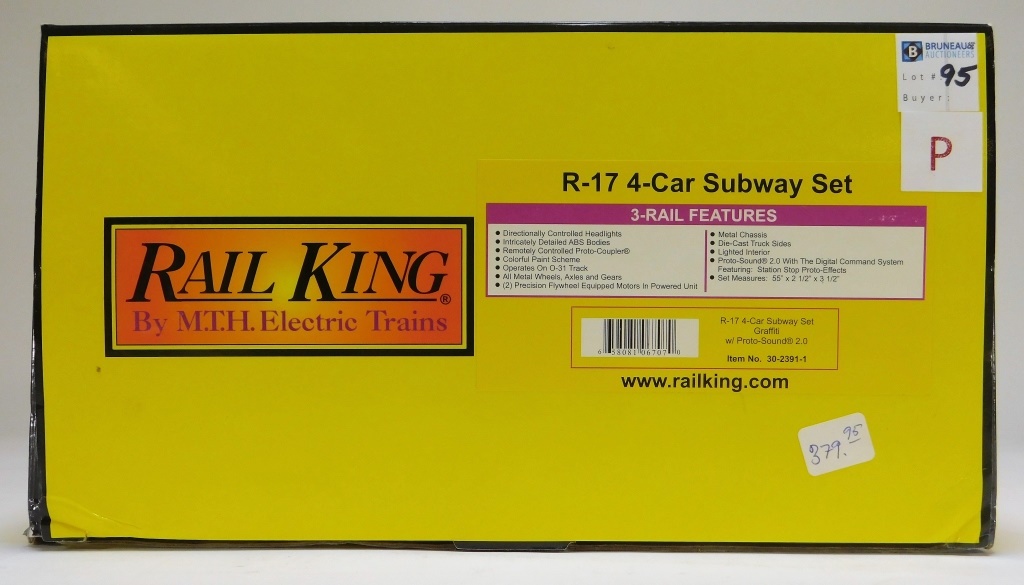 B BRUNEAU & CO
AUCTIONEERS
Lot #: 95
Buyer:
P
R-17 4-Car Subway Set
3-RAIL FEATURES
● Directionally Controlled Headlights
● Intricately Detailed ABS Bodies
● Remotely Controlled Proto-Coupler®
● Colorful Paint Scheme
● Operates On O-31 Track
● All Metal Wheels, Axles and Gears
● (2) Precision Flywheel Equipped Motors In Powered Unit
● Metal Chassis
● Die-Cast Truck Sides
● Lighted Interior
● Proto-Sound® 2.0 With The Digital Command System
Featuring: Station Stop Proto-Effects
● Set Measures: 55" x 2 1/2" x 3 1/2"
RAIL KING®
By M.T.H. Electric Trains
R-17 4-Car Subway Set
Graffiti
w/ Proto-Sound® 2.0
Item No. 30-2391-1
6 58081 06707 0
www.railking.com
379.95